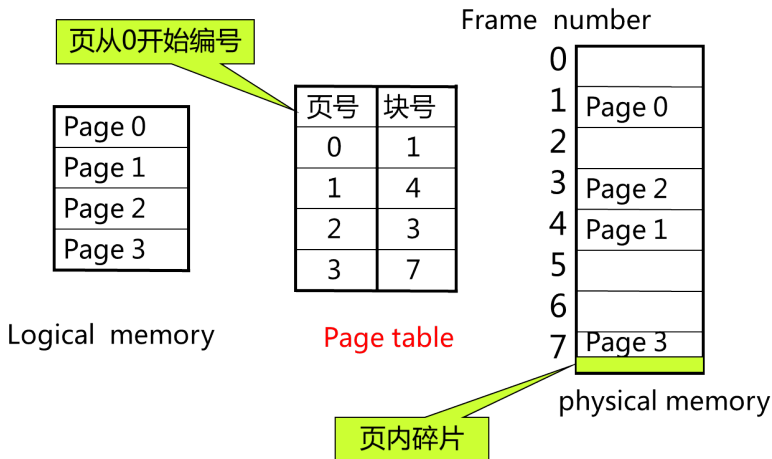 页从0开始编号
Page 0
Page 1
Page 2
Page 3
Logical memory
页号 块号
0 1
1 4
2 3
3 7
Page table
Frame number
0
1 Page 0
2
3 Page 2
4 Page 1
5
6
7 Page 3
physical memory
页内碎片